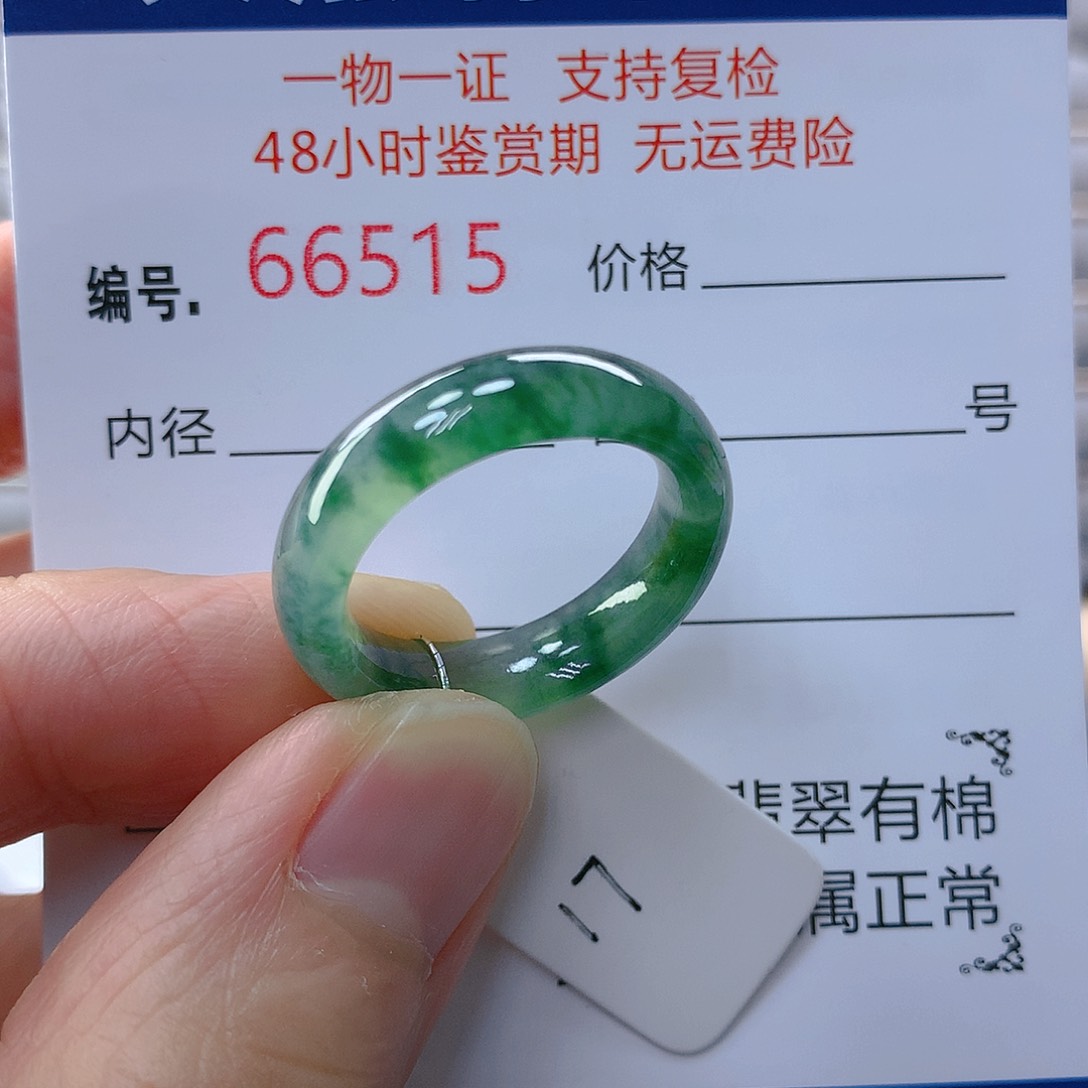 一物一证 支持复检
48小时鉴赏期 无运费险
编号. 66515 价格
内径 号
翡翠有棉
属正常
17